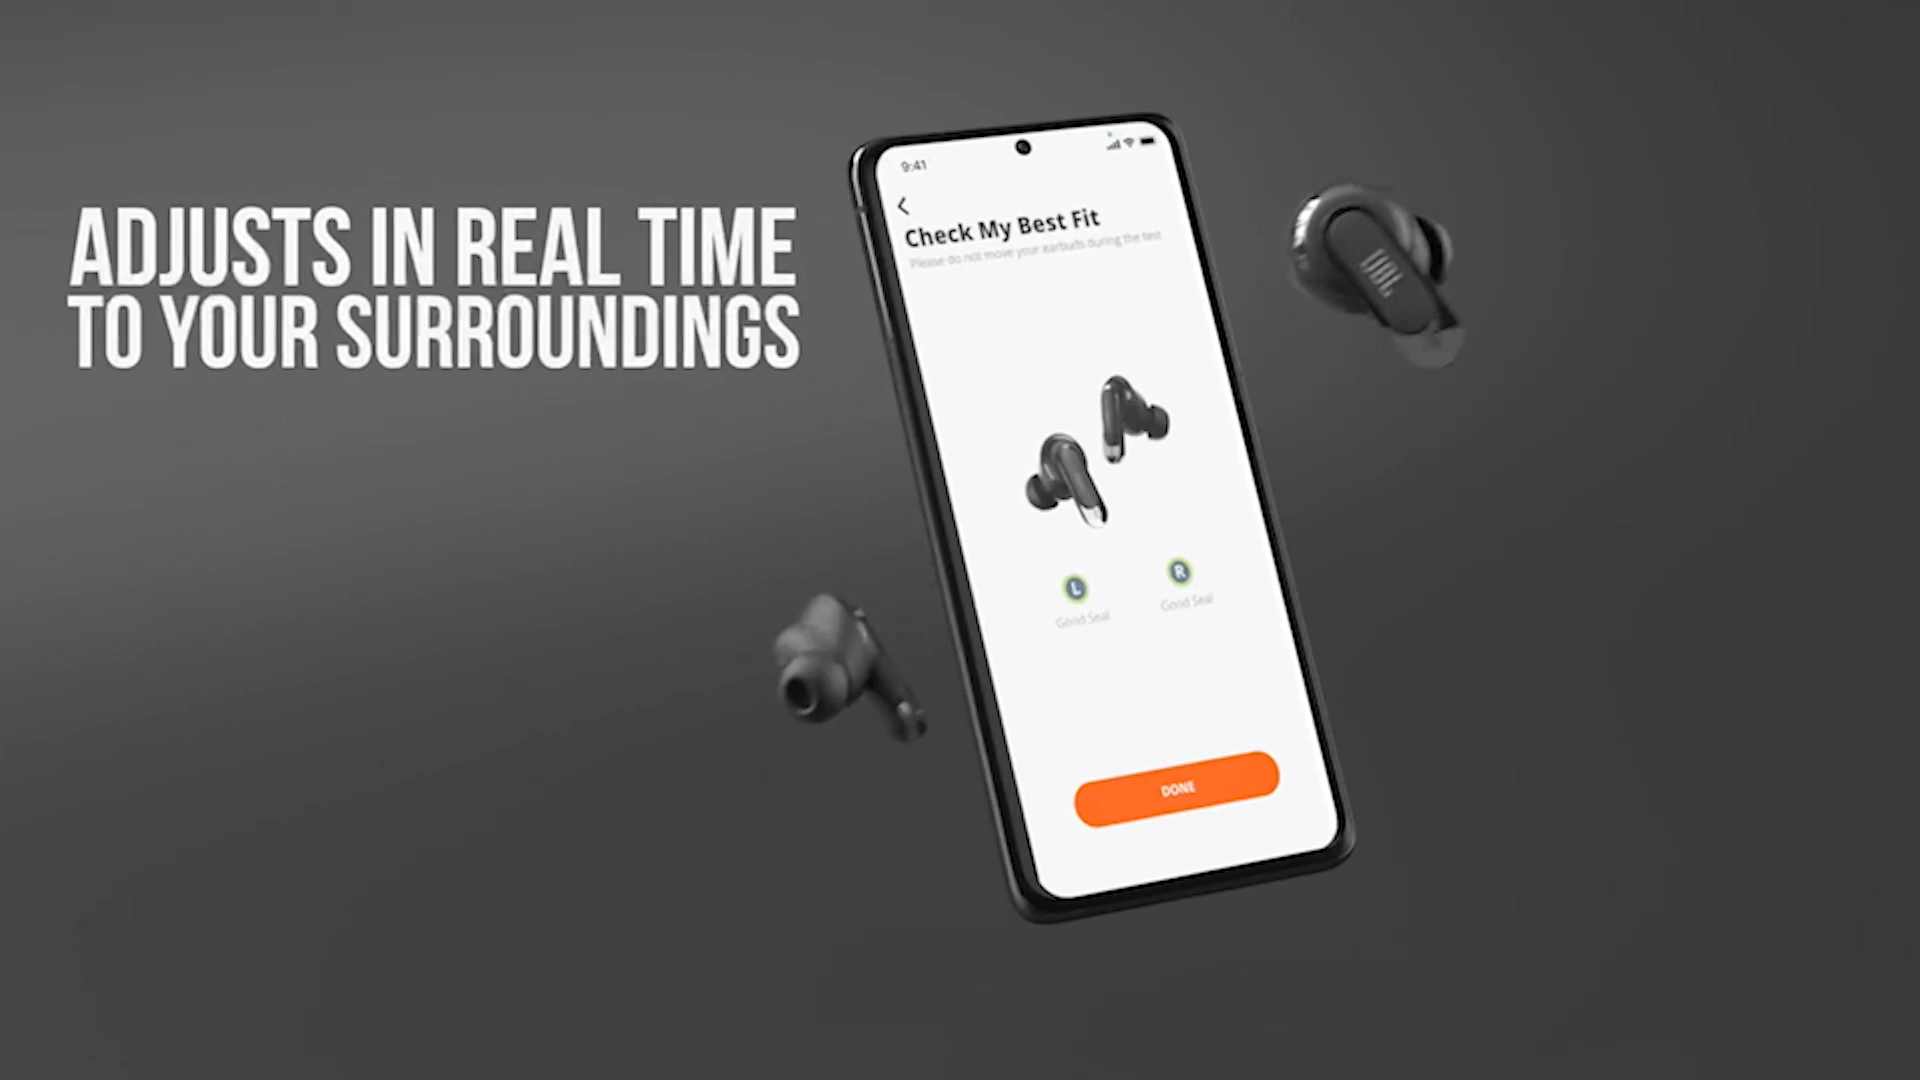 ADJUSTS IN REAL TIME
TO YOUR SURROUNDINGS
9:41
Check My Best Fit
Please do not move your earbuds during the test
JBL
L
R
Good Seal
Good Seal
DONE